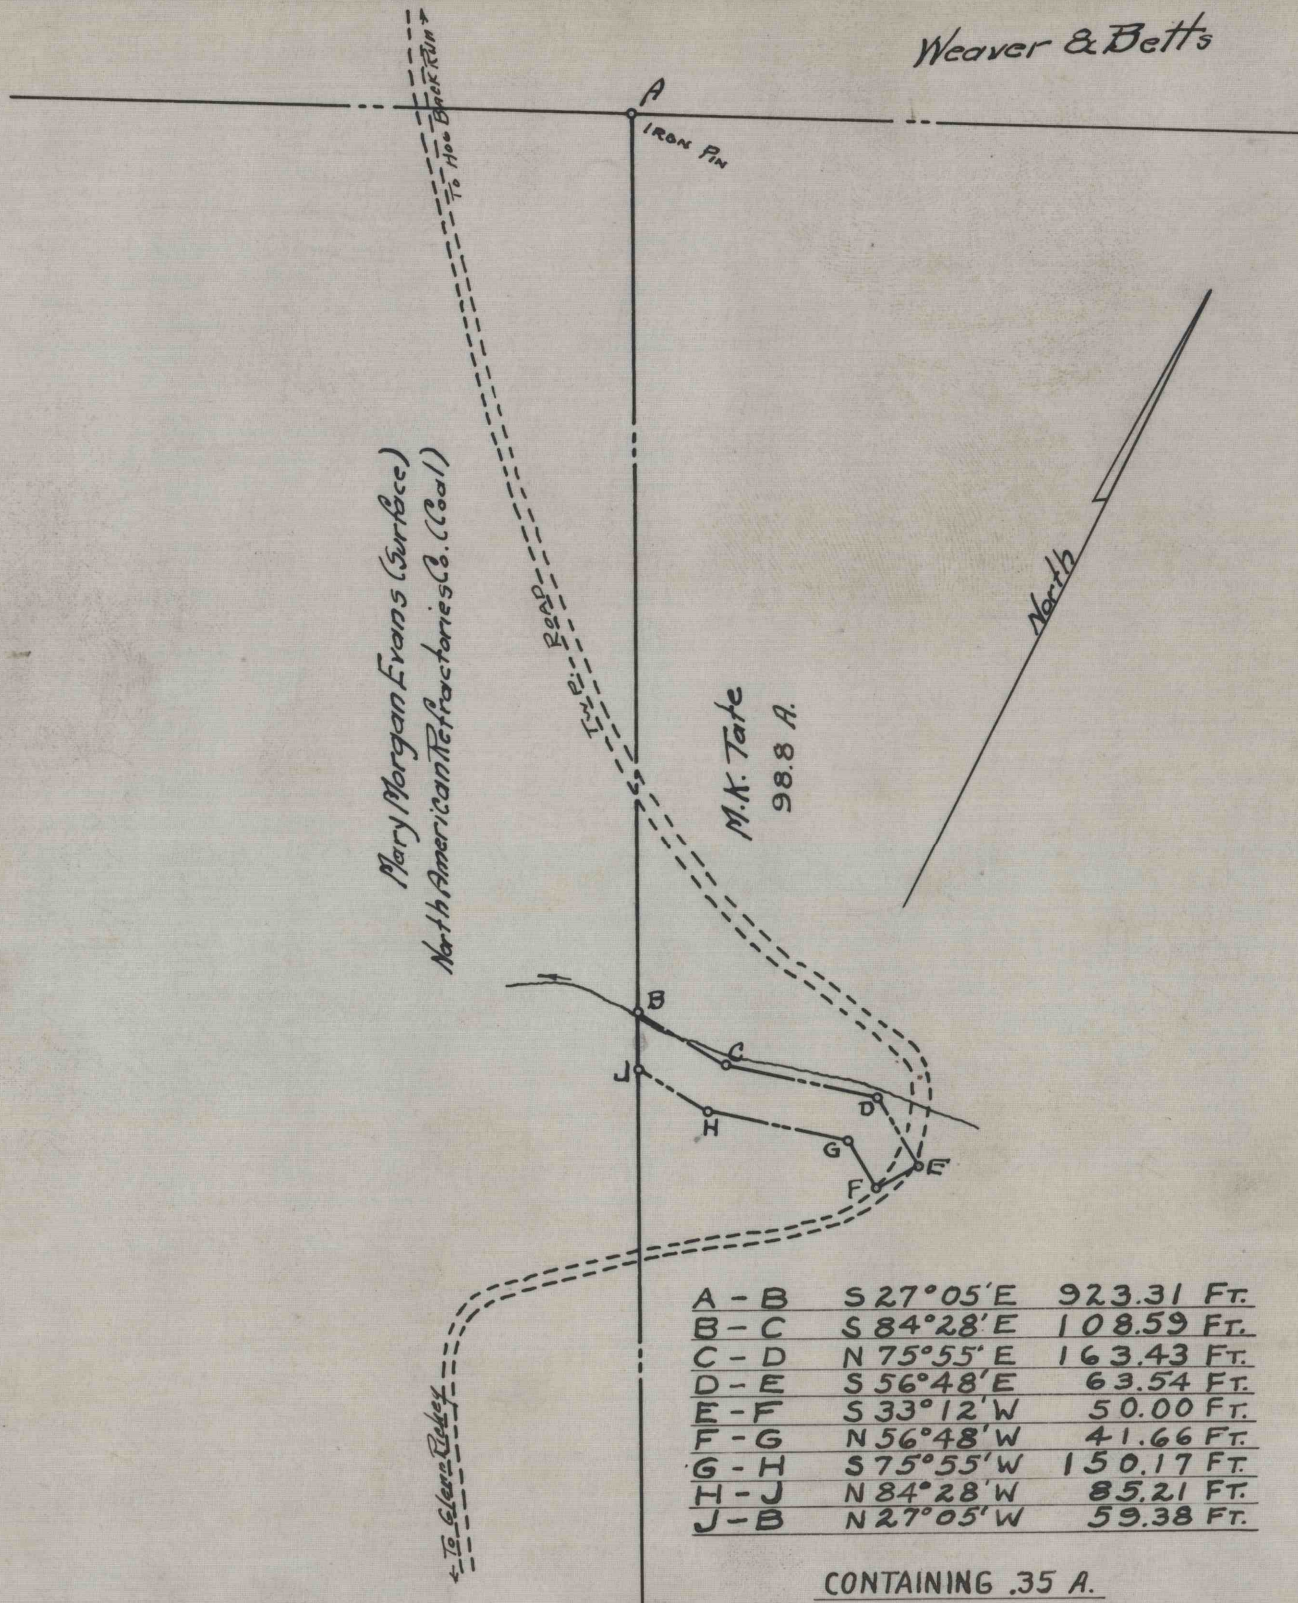 Weaver & Betts
To Hog Back Run
A
IRON PIN
Mary Morgan Evans (Surface)
North American Refractories Co. (Coal)
TWP. ROAD
North
M.K. Tate
98.8 A.
B
C
J
D
H
G
E
F
A - B S 27° 05' E 923.31 FT.
B - C S 84° 28' E 108.59 FT.
C - D N 75° 55' E 163.43 FT.
D - E S 56° 48' E 63.54 FT.
E - F S 33° 12' W 50.00 FT.
F - G N 56° 48' W 41.66 FT.
G - H S 75° 55' W 150.17 FT.
H - J N 84° 28' W 85.21 FT.
J - B N 27° 05' W 59.38 FT.
To Glenn Richey
CONTAINING .35 A.